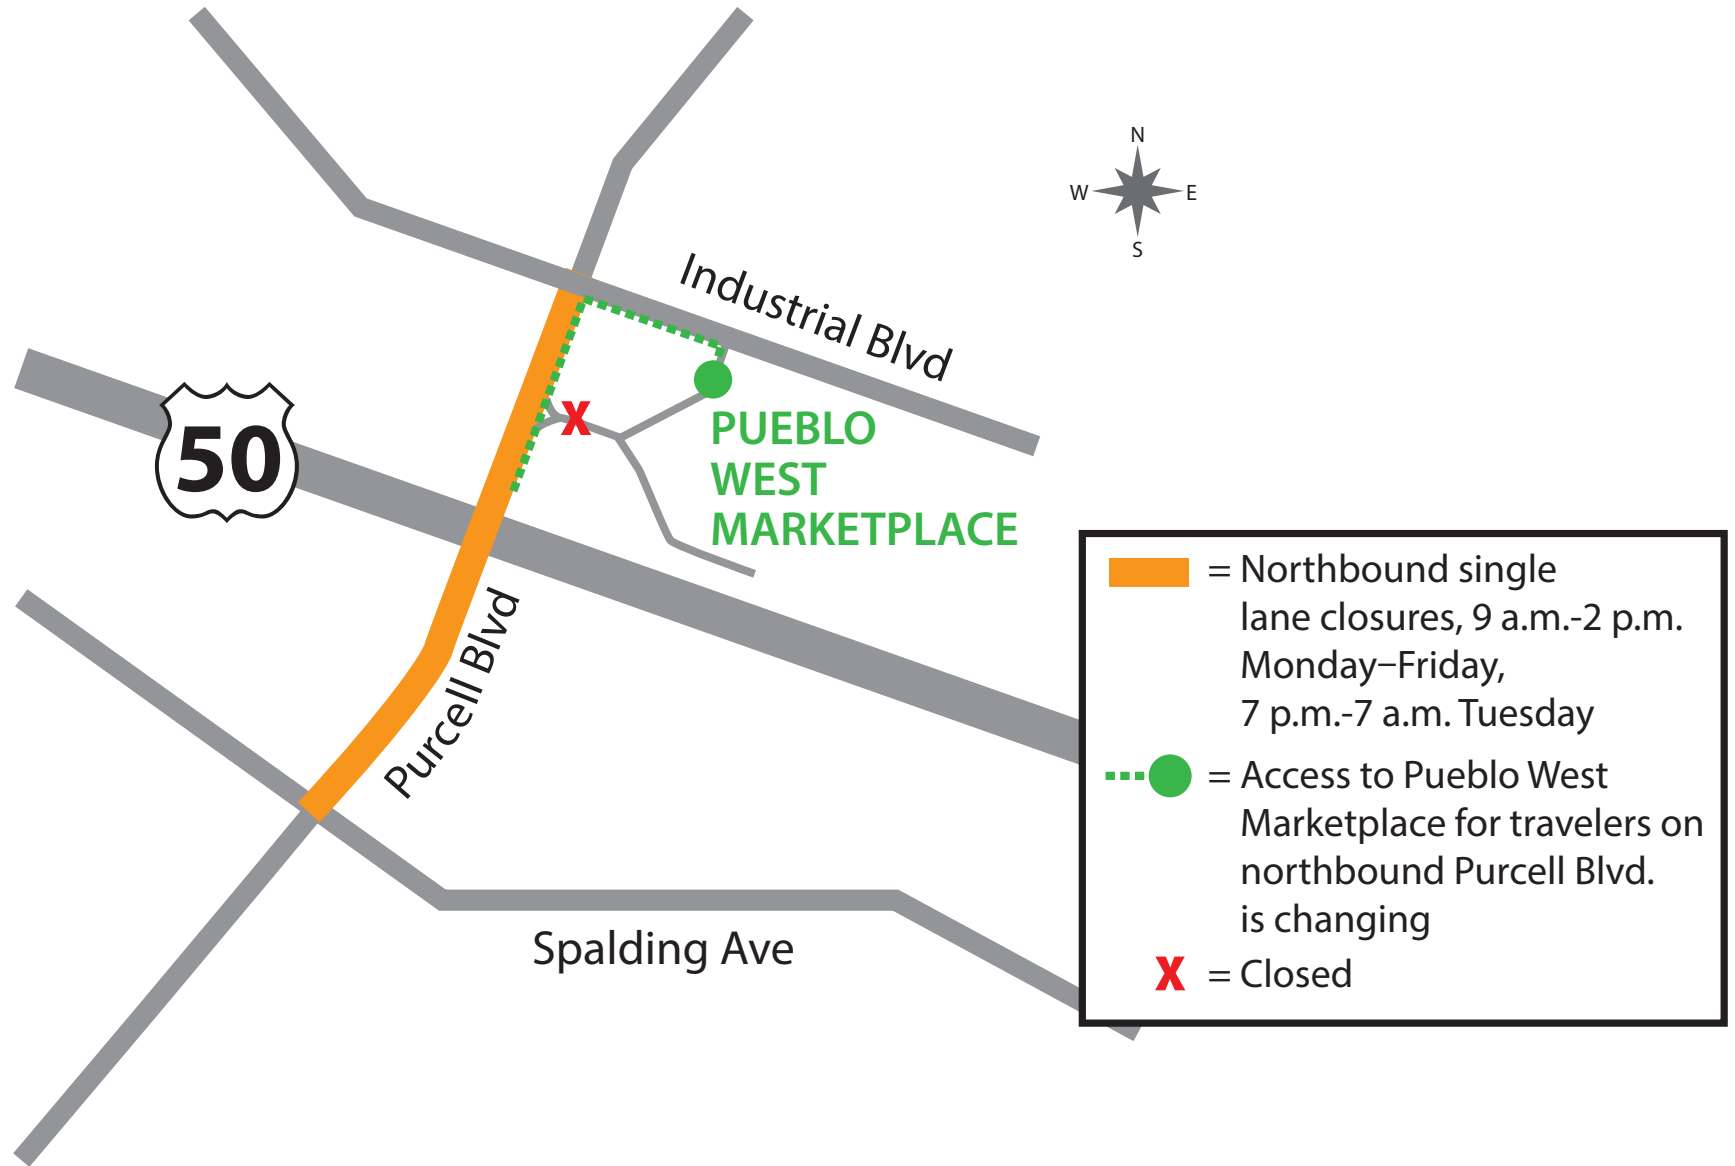 N
W
E
S
Industrial Blvd
50
PUEBLO
WEST
MARKETPLACE
Purcell Blvd
Spalding Ave
= Northbound single
lane closures, 9 a.m.-2 p.m.
Monday–Friday,
7 p.m.-7 a.m. Tuesday
= Access to Pueblo West
Marketplace for travelers on
northbound Purcell Blvd.
is changing
X = Closed